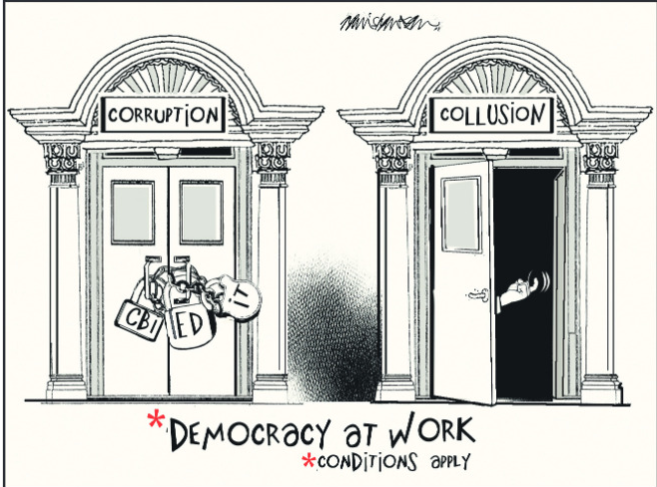 CORRUPTION
COLLUSION
CBI
ED
IT
*DEMOCRACY AT WORK
*CONDITIONS APPLY